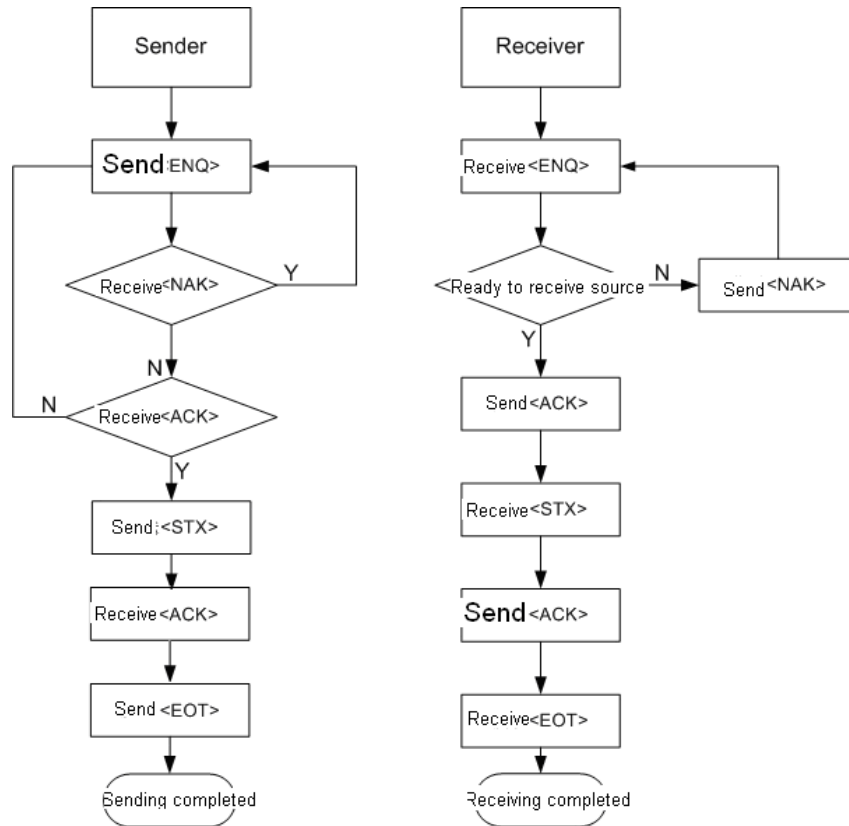 Sender
Send <ENQ>
Receive<NAK>
Y
N
Receive<ACK>
N
Y
Send;<STX>
Receive<ACK>
Send<EOT>
Sending completed
Receiver
Receive<ENQ>
Ready to receive source
N
Send<NAK>
Y
Send<ACK>
Receive<STX>
Send<ACK>
Receive<EOT>
Receiving completed